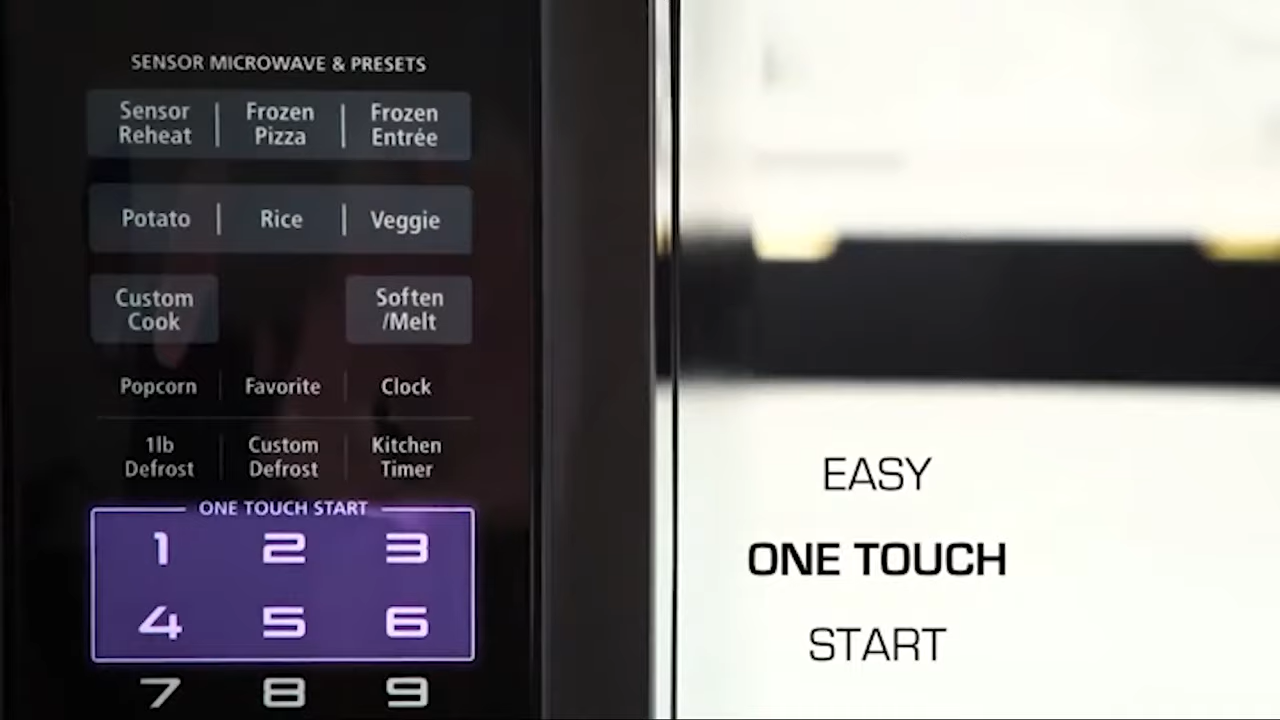 SENSOR MICROWAVE & PRESETS
Sensor Reheat
Frozen Pizza
Frozen Entrée
Potato
Rice
Veggie
Custom Cook
Soften /Melt
Popcorn
Favorite
Clock
1lb Defrost
Custom Defrost
Kitchen Timer
ONE TOUCH START
1 2 3
4 5 6
7 8 9
EASY
ONE TOUCH
START